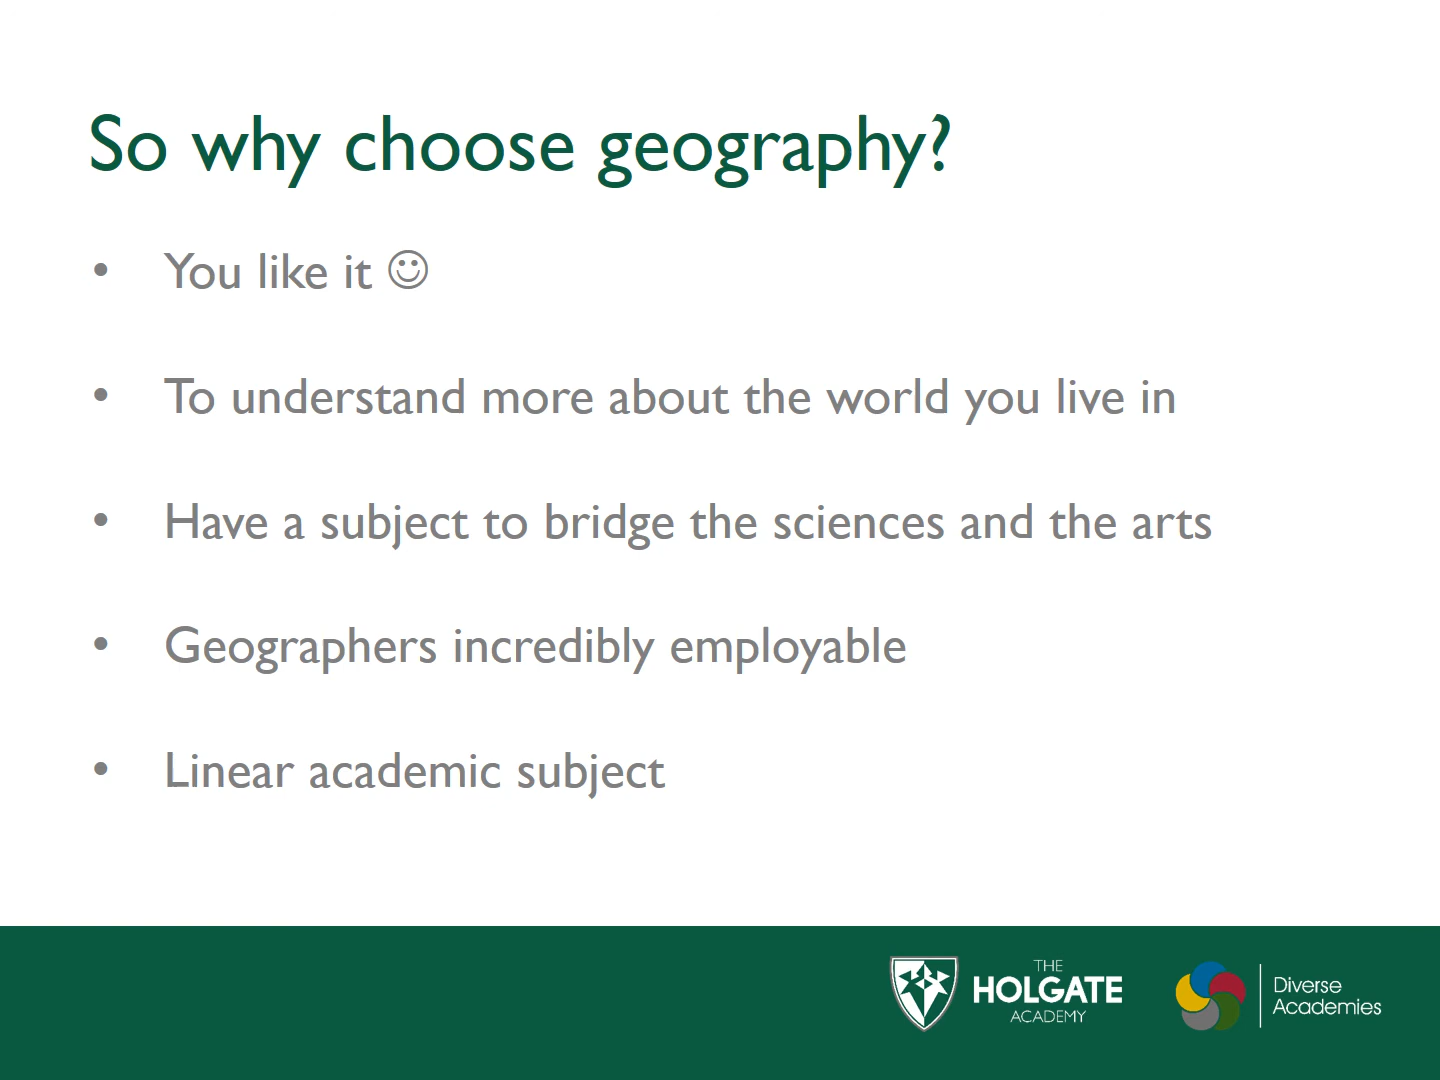 So why choose geography?
• You like it ☺
• To understand more about the world you live in
• Have a subject to bridge the sciences and the arts
• Geographers incredibly employable
• Linear academic subject
THE
HOLGATE
ACADEMY
Diverse
Academies